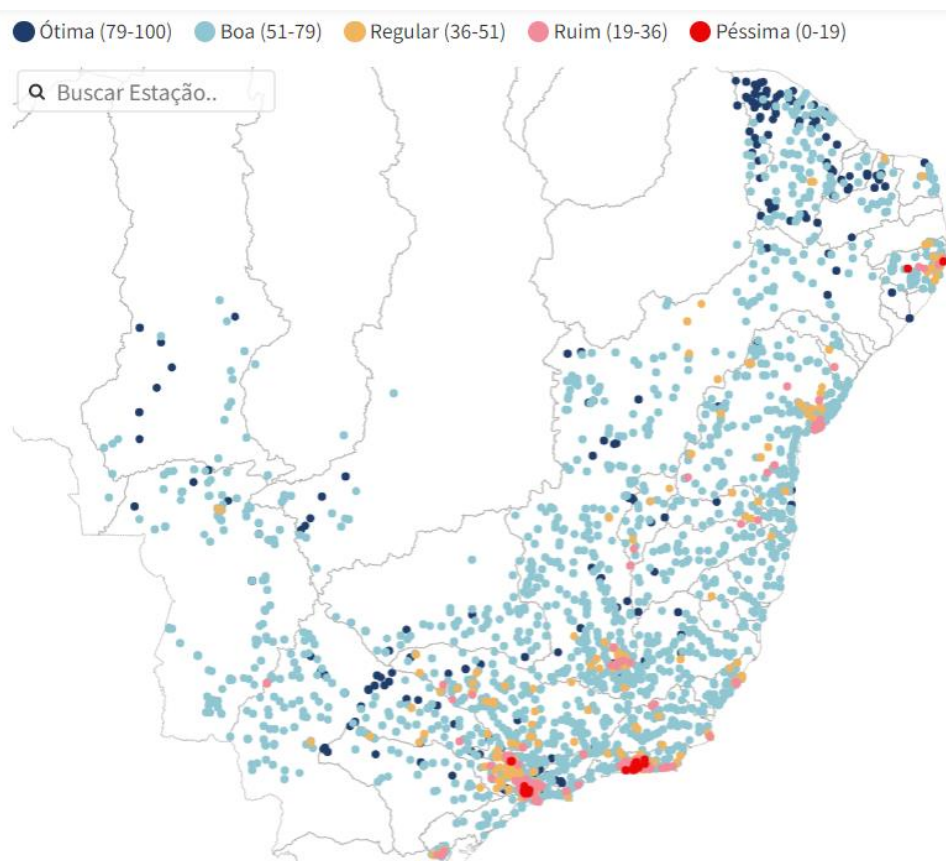 Ótima (79-100) Boa (51-79) Regular (36-51) Ruim (19-36) Péssima (0-19)
Buscar Estação..